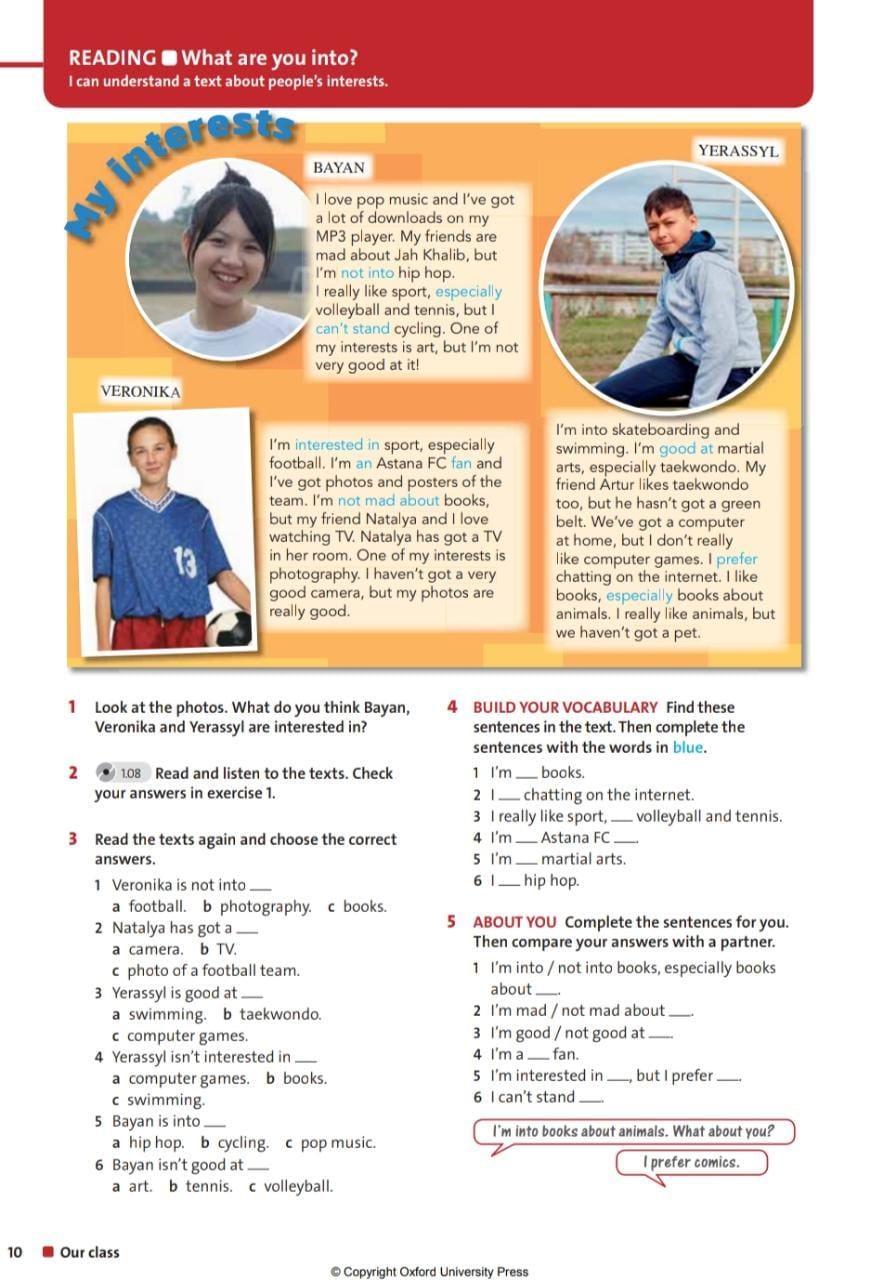 READING What are you into?
I can understand a text about people's interests.
My interests
BAYAN
I love pop music and I've got
a lot of downloads on my
MP3 player. My friends are
mad about Jah Khalib, but
I'm not into hip hop.
I really like sport, especially
volleyball and tennis, but I
can't stand cycling. One of
my interests is art, but I'm not
very good at it!
YERASSYL
I'm into skateboarding and
swimming. I'm good at martial
arts, especially taekwondo. My
friend Artur likes taekwondo
too, but he hasn't got a green
belt. We've got a computer
at home, but I don't really
like computer games. I prefer
chatting on the internet. I like
books, especially books about
animals. I really like animals, but
we haven't got a pet.
VERONIKA
13
I'm interested in sport, especially
football. I'm an Astana FC fan and
I've got photos and posters of the
team. I'm not mad about books,
but my friend Natalya and I love
watching TV. Natalya has got a TV
in her room. One of my interests is
photography. I haven't got a very
good camera, but my photos are
really good.
1 Look at the photos. What do you think Bayan,
Veronika and Yerassyl are interested in?
2 1.08 Read and listen to the texts. Check
your answers in exercise 1.
3 Read the texts again and choose the correct
answers.
1 Veronika is not into ___
a football. b photography. c books.
2 Natalya has got a ___
a camera. b TV.
c photo of a football team.
3 Yerassyl is good at ___
a swimming. b taekwondo.
c computer games.
4 Yerassyl isn't interested in ___
a computer games. b books.
c swimming.
5 Bayan is into ___
a hip hop. b cycling. c pop music.
6 Bayan isn't good at ___
a art. b tennis. c volleyball.
4 BUILD YOUR VOCABULARY Find these
sentences in the text. Then complete the
sentences with the words in blue.
1 I'm ___ books.
2 I ___ chatting on the internet.
3 I really like sport, ___ volleyball and tennis.
4 I'm ___ Astana FC ___.
5 I'm ___ martial arts.
6 I ___ hip hop.
5 ABOUT YOU Complete the sentences for you.
Then compare your answers with a partner.
1 I'm into / not into books, especially books
about ___.
2 I'm mad / not mad about ___.
3 I'm good / not good at ___.
4 I'm a ___ fan.
5 I'm interested in ___, but I prefer ___.
6 I can't stand ___.
I'm into books about animals. What about you?
I prefer comics.
10 Our class
© Copyright Oxford University Press